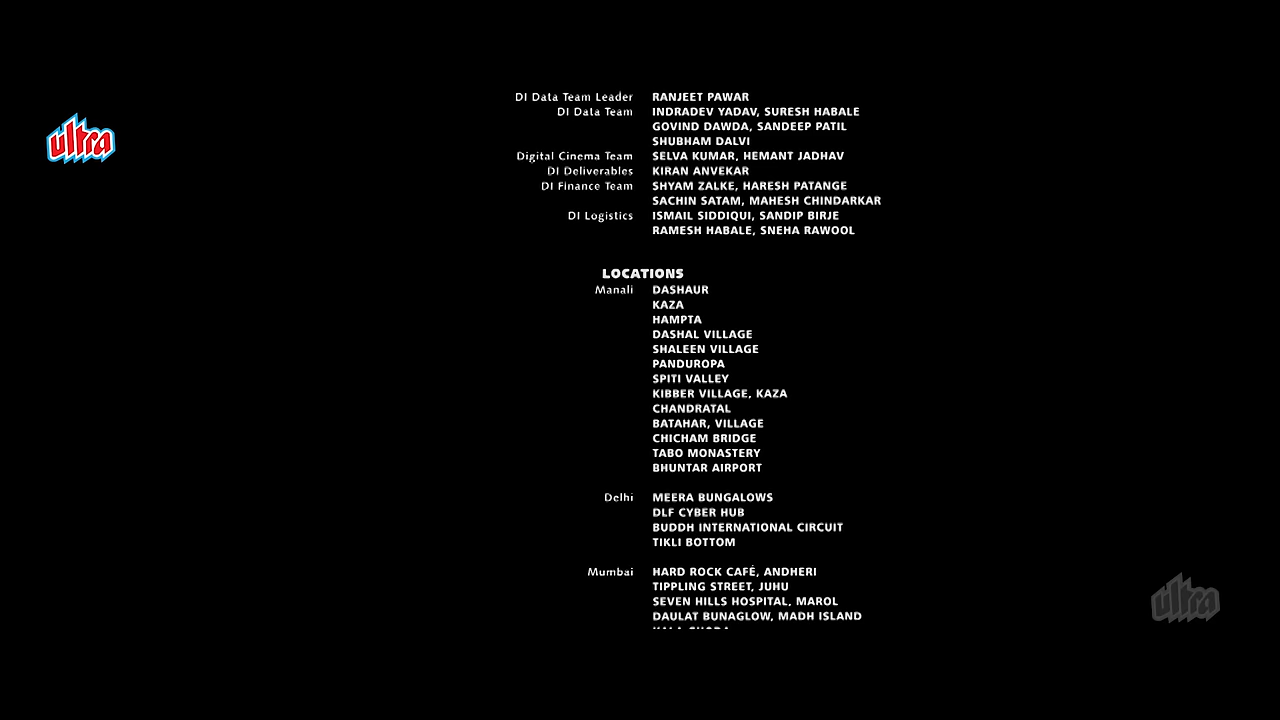 ultra
DI Data Team Leader RANJEET PAWAR
DI Data Team INDRADEV YADAV, SURESH HABALE
GOVIND DAWDA, SANDEEP PATIL
SHUBHAM DALVI
Digital Cinema Team SELVA KUMAR, HEMANT JADHAV
DI Deliverables KIRAN ANVEKAR
DI Finance Team SHYAM ZALKE, HARESH PATANGE
SACHIN SATAM, MAHESH CHINDARKAR
DI Logistics ISMAIL SIDDIQUI, SANDIP BIRJE
RAMESH HABALE, SNEHA RAWOOL
LOCATIONS
Manali DASHAUR
KAZA
HAMPTA
DASHAL VILLAGE
SHALEEN VILLAGE
PANDUROPA
SPITI VALLEY
KIBBER VILLAGE, KAZA
CHANDRATAL
BATAHAR, VILLAGE
CHICHAM BRIDGE
TABO MONASTERY
BHUNTAR AIRPORT
Delhi MEERA BUNGALOWS
DLF CYBER HUB
BUDDH INTERNATIONAL CIRCUIT
TIKLI BOTTOM
Mumbai HARD ROCK CAFÉ, ANDHERI
TIPPLING STREET, JUHU
SEVEN HILLS HOSPITAL, MAROL
DAULAT BUNAGLOW, MADH ISLAND
ultra